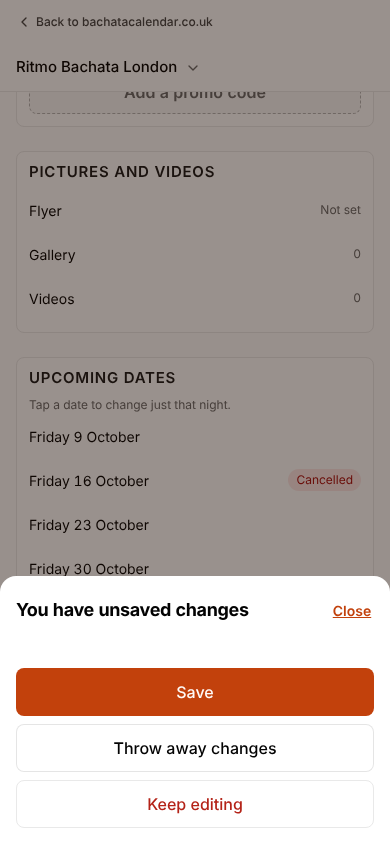 Back to bachatacalendar.co.uk
Ritmo Bachata London
Add a promo code
PICTURES AND VIDEOS
Flyer Not set
Gallery 0
Videos 0
UPCOMING DATES
Tap a date to change just that night.
Friday 9 October
Friday 16 October Cancelled
Friday 23 October
Friday 30 October
You have unsaved changes Close
Save
Throw away changes
Keep editing